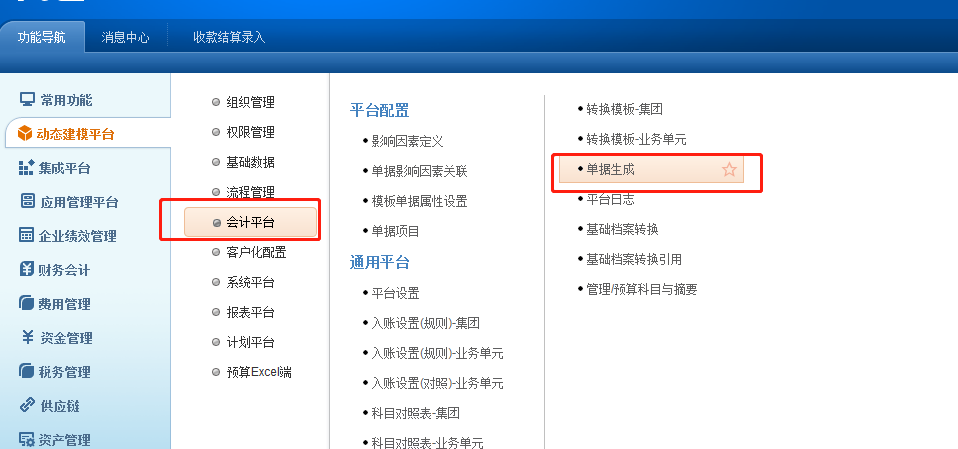 功能导航
消息中心
收款结算录入
常用功能
动态建模平台
集成平台
应用管理平台
企业绩效管理
财务会计
费用管理
资金管理
税务管理
供应链
资产管理
组织管理
权限管理
基础数据
流程管理
会计平台
客户化配置
系统平台
报表平台
计划平台
预算Excel端
平台配置
影响因素定义
单据影响因素关联
模板单据属性设置
单据项目
通用平台
平台设置
入账设置(规则)-集团
入账设置(规则)-业务单元
入账设置(对照)-业务单元
科目对照表-集团
科目对照表-业务单元
转换模板-集团
转换模板-业务单元
单据生成
平台日志
基础档案转换
基础档案转换引用
管理/预算科目与摘要